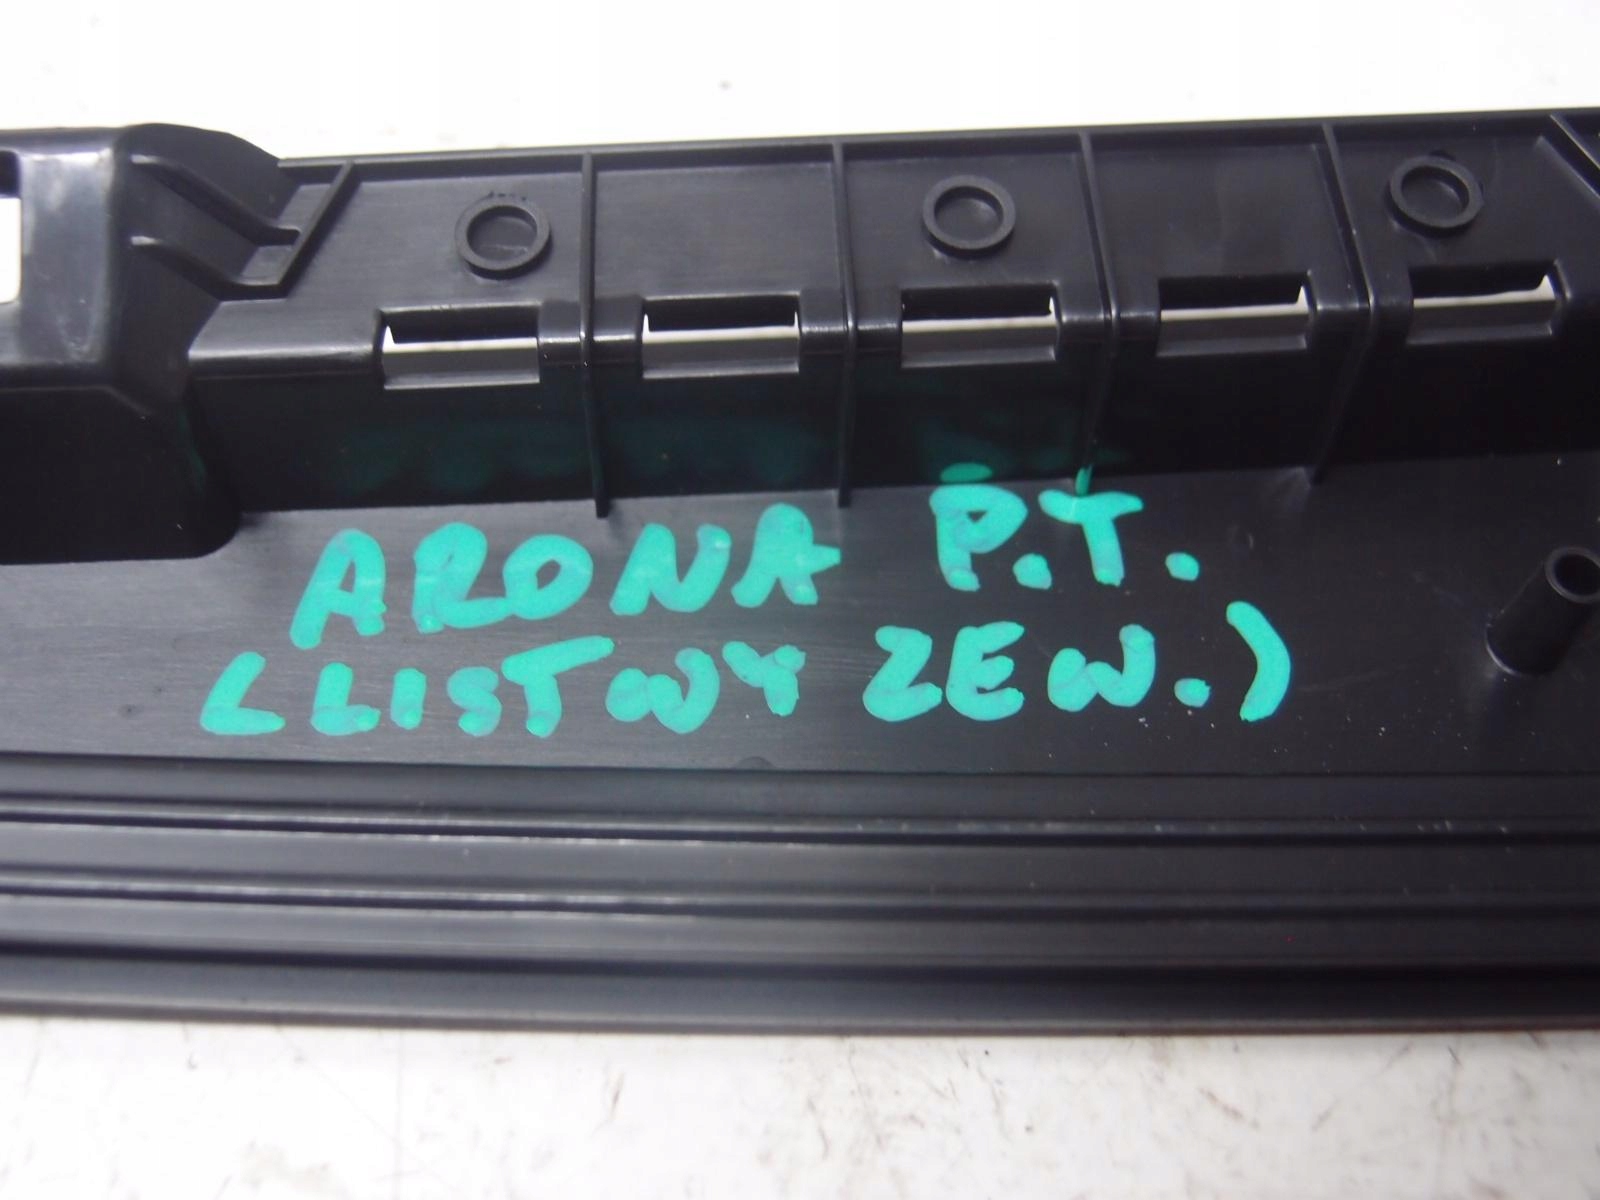 ARONA P.T.
(LISTWY ZEW.)